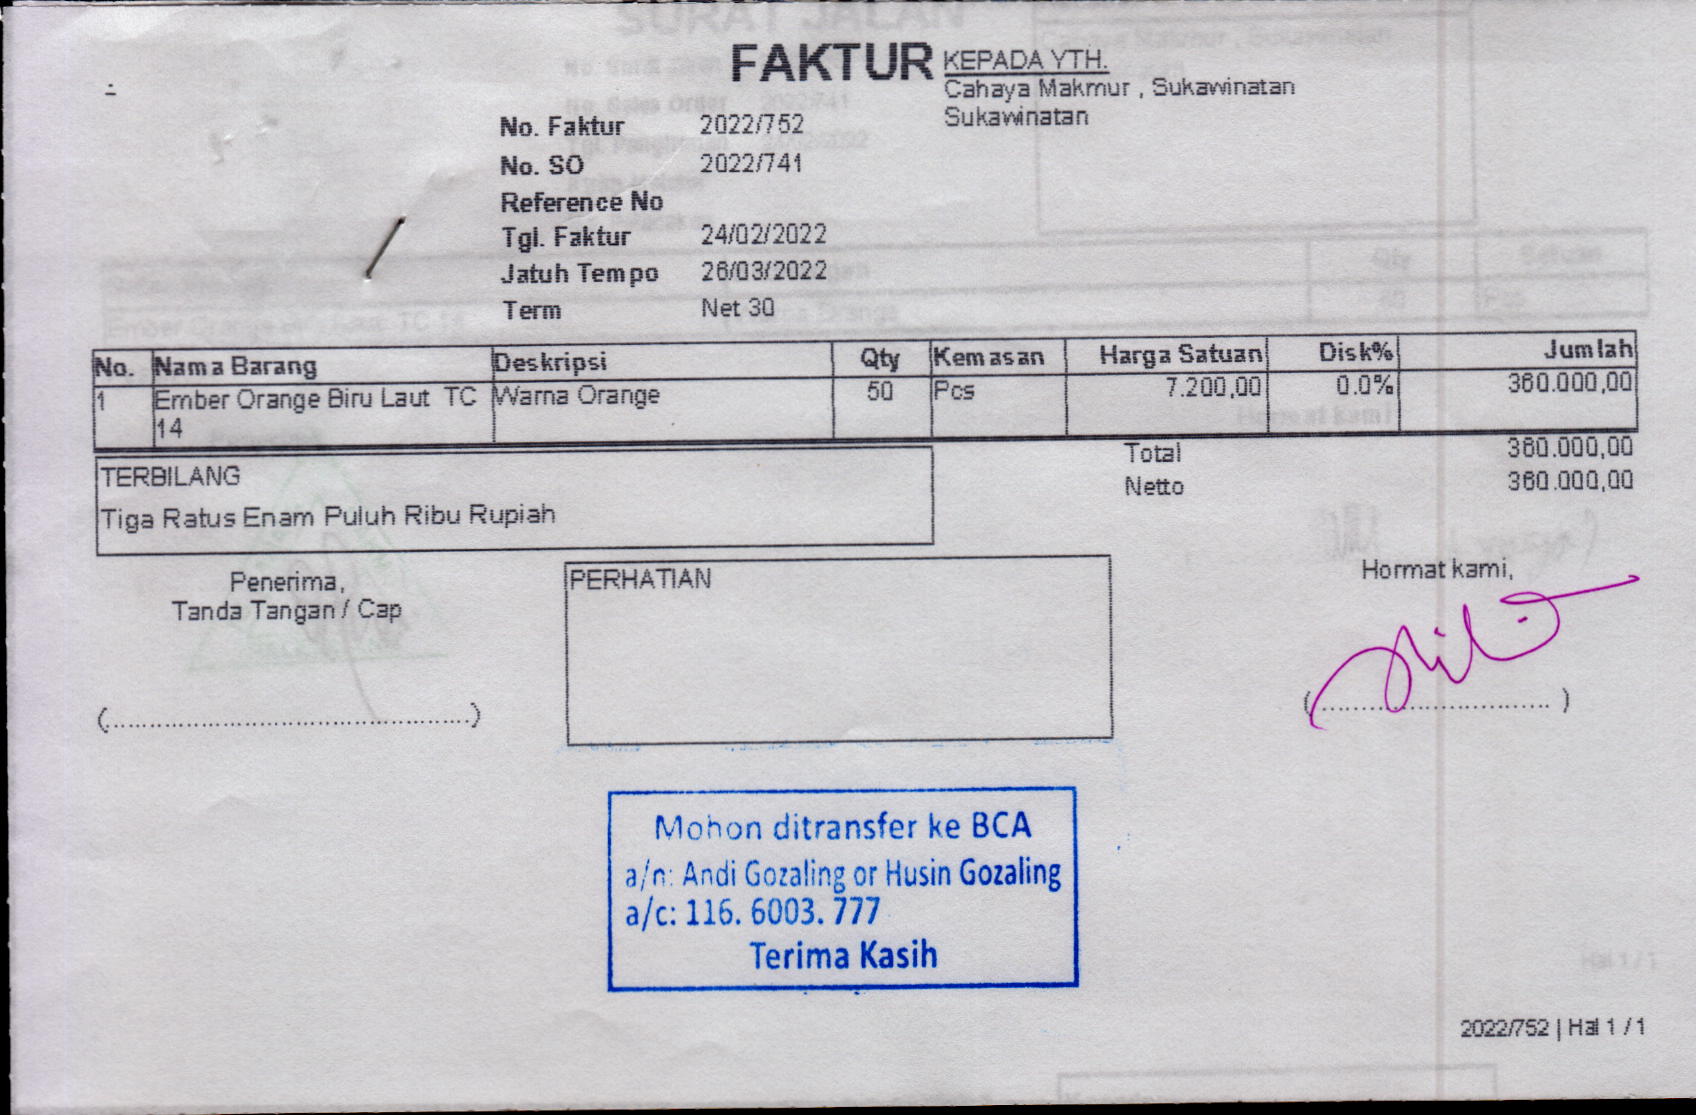 FAKTUR
KEPADA YTH.
Cahaya Makmur , Sukawinatan
Sukawinatan
No. Faktur 2022/752
No. SO 2022/741
Reference No
Tgl. Faktur 24/02/2022
Jatuh Tempo 26/03/2022
Term Net 30
No. Nama Barang Deskripsi Qty Kemasan Harga Satuan Disk% Jumlah
1 Ember Orange Biru Laut TC Warna Orange 50 Pcs 7.200,00 0.0% 360.000,00
14
Total 360.000,00
Netto 360.000,00
TERBILANG
Tiga Ratus Enam Puluh Ribu Rupiah
Penerima,
Tanda Tangan / Cap
(.................................................)
PERHATIAN
Hormat kami,
(............................... )
Mohon ditransfer ke BCA
a/n: Andi Gozaling or Husin Gozaling
a/c: 116. 6003. 777
Terima Kasih
2022/752 | Hal 1 / 1